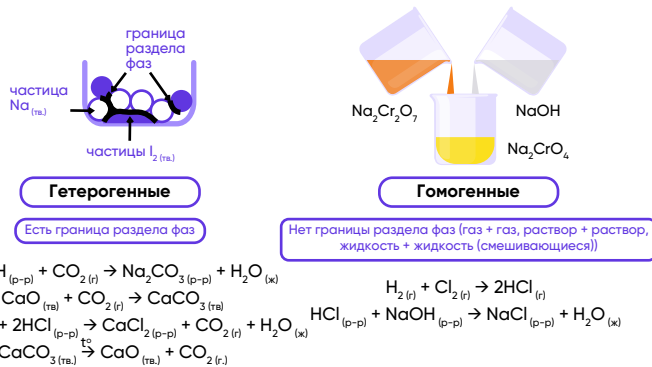 граница
раздела
фаз
частица
Na (тв.)
частицы I₂ (тв.)
Na₂Cr₂O₇
NaOH
Na₂CrO₄
Гетерогенные
Гомогенные
Есть граница раздела фаз
Нет границы раздела фаз (газ + газ, раствор + раствор,
жидкость + жидкость (смешивающиеся))
H (р-р) + CO₂ (г) → Na₂CO₃ (р-р) + H₂O (ж)
CaO (тв) + CO₂ (г) → CaCO₃ (тв)
+ 2HCl (р-р) → CaCl₂ (р-р) + CO₂ (г) + H₂O (ж)
CaCO₃ (тв.) t° → CaO (тв.) + CO₂ (г.)
H₂ (г) + Cl₂ (г) → 2HCl (г)
HCl (р-р) + NaOH (р-р) → NaCl (р-р) + H₂O (ж)